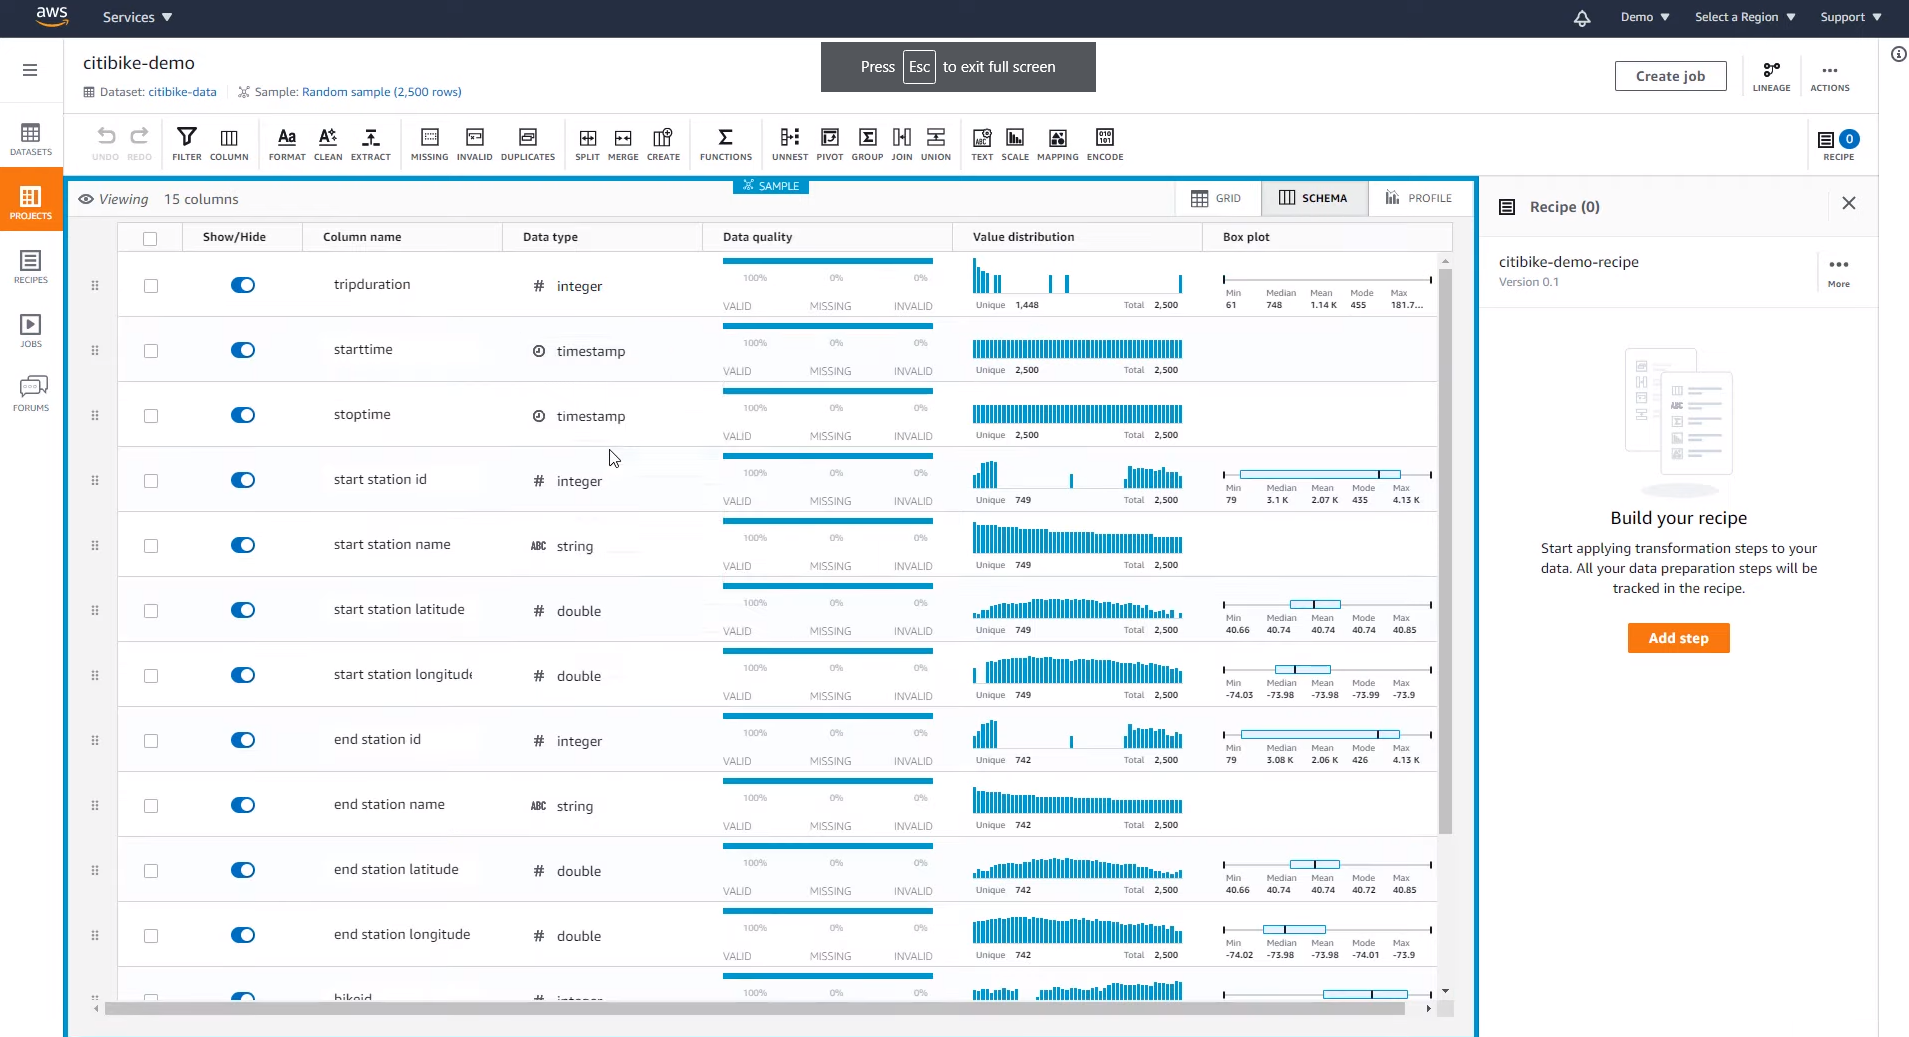 aws Services Demo Select a Region Support
citibike-demo
Press Esc to exit full screen
Create job LINEAGE ACTIONS
Dataset: citibike-data Sample: Random sample (2,500 rows)
UNDO REDO FILTER COLUMN FORMAT CLEAN EXTRACT MISSING INVALID DUPLICATES SPLIT MERGE CREATE FUNCTIONS UNNEST PIVOT GROUP JOIN UNION TEXT SCALE MAPPING ENCODE 0 RECIPE
DATASETS
PROJECTS
RECIPES
JOBS
FORUMS
Viewing 15 columns SAMPLE GRID SCHEMA PROFILE
Show/Hide Column name Data type Data quality Value distribution Box plot
tripduration # integer 100% 0% 0%
VALID MISSING INVALID Unique 1,448 Total 2,500
Min Median Mean Mode Max
61 748 1.14 K 455 181.7...
starttime timestamp 100% 0% 0%
VALID MISSING INVALID Unique 2,500 Total 2,500
stoptime timestamp 100% 0% 0%
VALID MISSING INVALID Unique 2,500 Total 2,500
start station id # integer 100% 0% 0%
VALID MISSING INVALID Unique 749 Total 2,500
Min Median Mean Mode Max
79 3.1 K 2.07 K 435 4.13 K
start station name ABC string 100% 0% 0%
VALID MISSING INVALID Unique 749 Total 2,500
start station latitude # double 100% 0% 0%
VALID MISSING INVALID Unique 749 Total 2,500
Min Median Mean Mode Max
40.66 40.74 40.74 40.74 40.85
start station longitude # double 100% 0% 0%
VALID MISSING INVALID Unique 749 Total 2,500
Min Median Mean Mode Max
-74.03 -73.98 -73.98 -73.99 -73.9
end station id # integer 100% 0% 0%
VALID MISSING INVALID Unique 742 Total 2,500
Min Median Mean Mode Max
79 3.08 K 2.06 K 426 4.13 K
end station name ABC string 100% 0% 0%
VALID MISSING INVALID Unique 742 Total 2,500
end station latitude # double 100% 0% 0%
VALID MISSING INVALID Unique 742 Total 2,500
Min Median Mean Mode Max
40.66 40.74 40.74 40.72 40.85
end station longitude # double 100% 0% 0%
VALID MISSING INVALID Unique 742 Total 2,500
Min Median Mean Mode Max
-74.02 -73.98 -73.98 -74.01 -73.9
bikeid # integer 100% 0% 0%
Recipe (0)
citibike-demo-recipe
Version 0.1
More
Build your recipe
Start applying transformation steps to your
data. All your data preparation steps will be
tracked in the recipe.
Add step